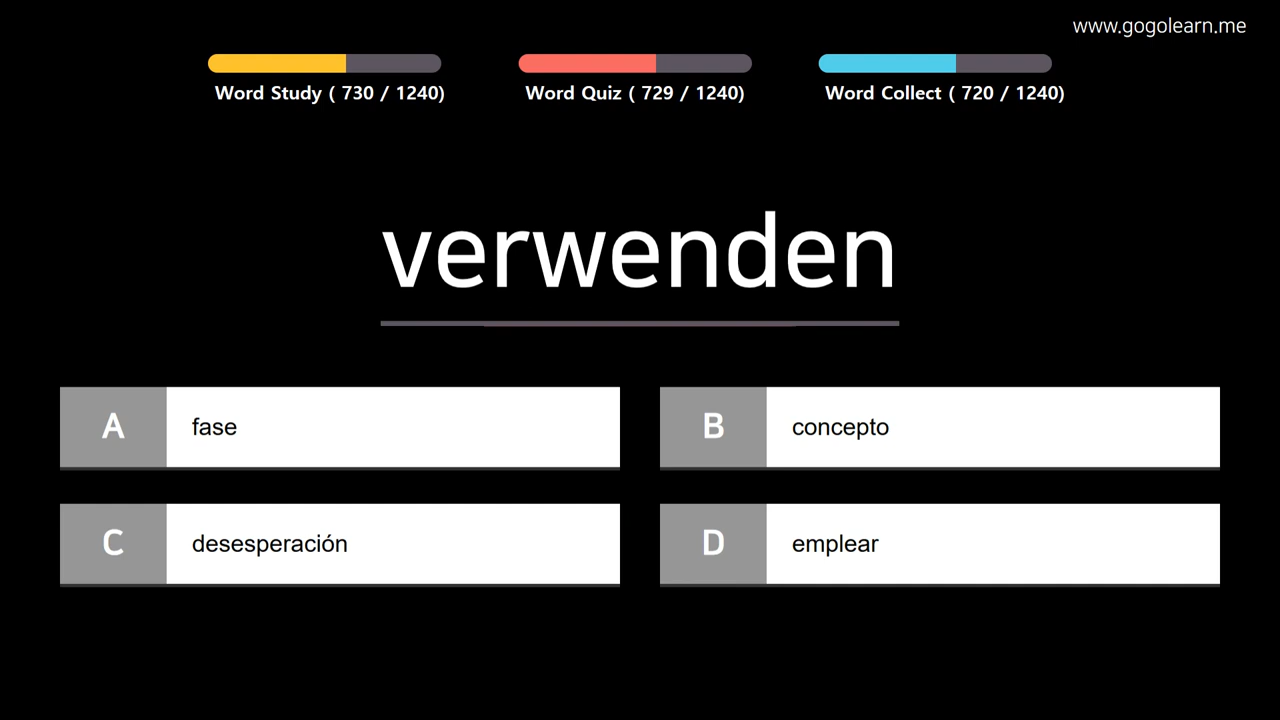 www.gogolearn.me
Word Study ( 730 / 1240)
Word Quiz ( 729 / 1240)
Word Collect ( 720 / 1240)
verwenden
A fase
B concepto
C desesperación
D emplear